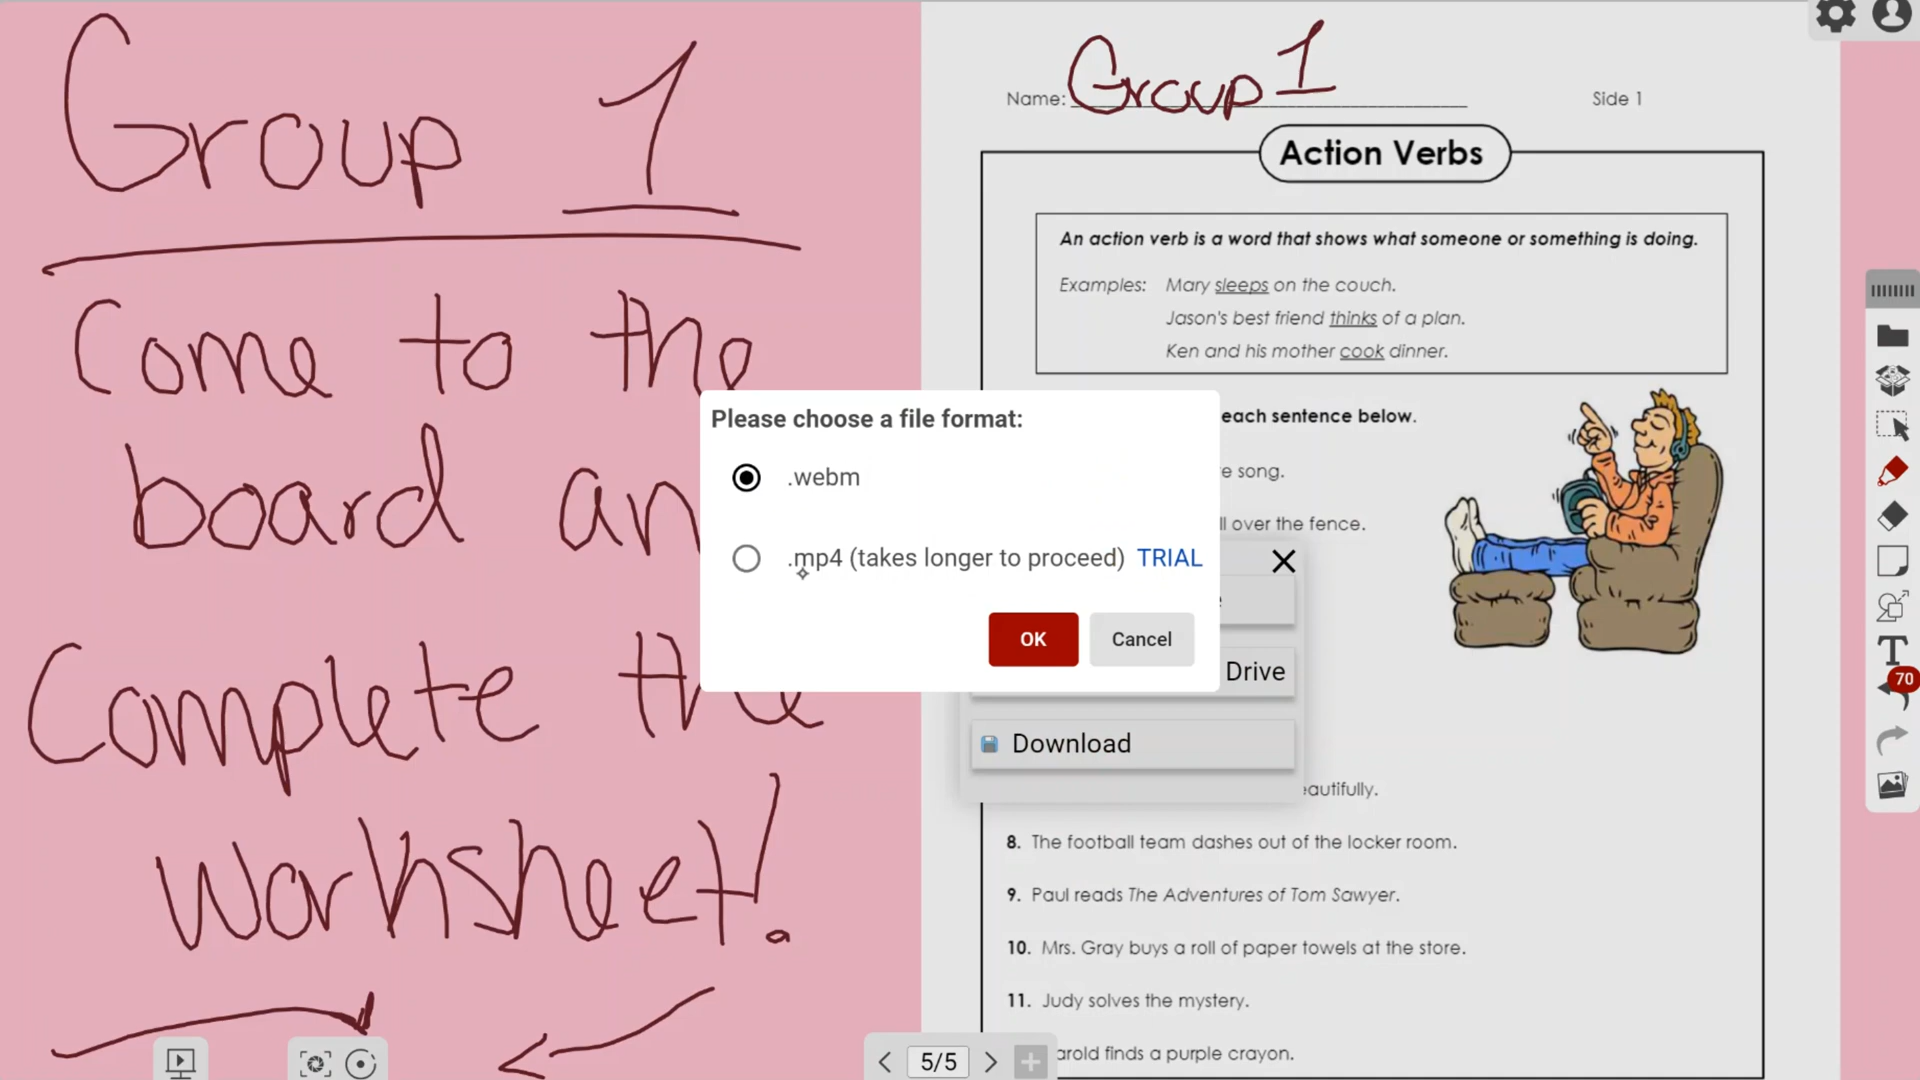 Group 1
Come to the
board an
Complete the
Worksheet!
Name: Group 1
Side 1
Action Verbs
An action verb is a word that shows what someone or something is doing.
Examples: Mary sleeps on the couch.
Jason's best friend thinks of a plan.
Ken and his mother cook dinner.
each sentence below.
e song.
ll over the fence.
Please choose a file format:
.webm
.mp4 (takes longer to proceed) TRIAL
OK
Cancel
Drive
Download
eautifully.
8. The football team dashes out of the locker room.
9. Paul reads The Adventures of Tom Sawyer.
10. Mrs. Gray buys a roll of paper towels at the store.
11. Judy solves the mystery.
arold finds a purple crayon.
5/5
T
70